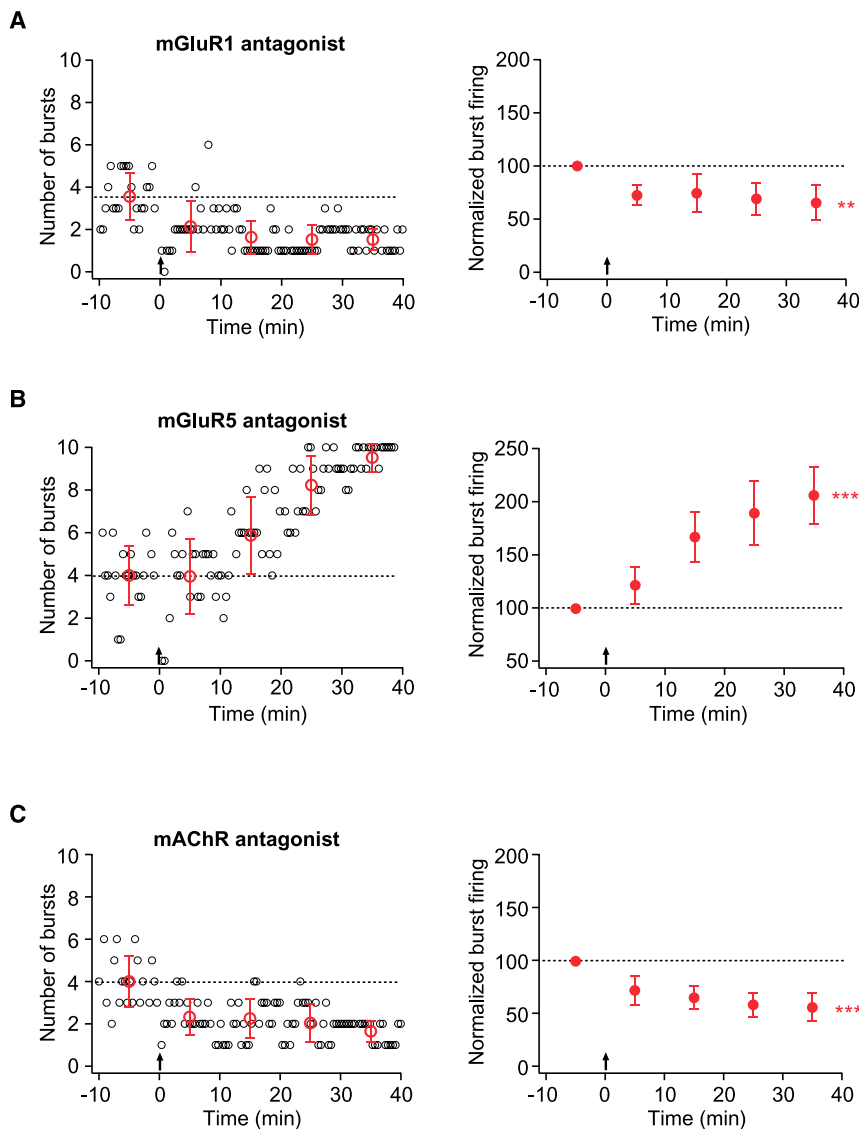 A
mGluR1 antagonist
Number of bursts
10
8
6
4
2
0
-10 0 10 20 30 40
Time (min)
Normalized burst firing
200
150
100
50
0
**
-10 0 10 20 30 40
Time (min)
B
mGluR5 antagonist
Number of bursts
10
8
6
4
2
0
-10 0 10 20 30 40
Time (min)
Normalized burst firing
250
200
150
100
50
***
-10 0 10 20 30 40
Time (min)
C
mAChR antagonist
Number of bursts
10
8
6
4
2
0
-10 0 10 20 30 40
Time (min)
Normalized burst firing
200
150
100
50
0
***
-10 0 10 20 30 40
Time (min)